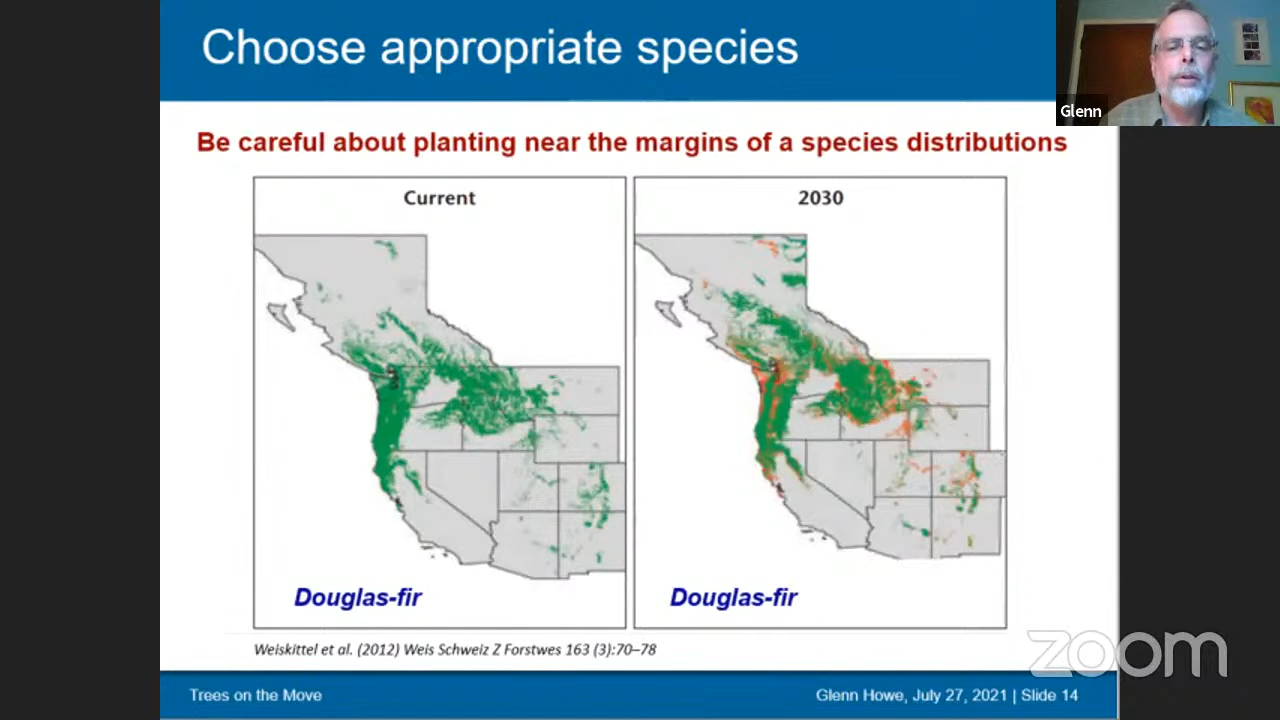 Choose appropriate species
Glenn
Be careful about planting near the margins of a species distributions
Current
2030
Douglas-fir
Douglas-fir
Weiskittel et al. (2012) Weis Schweiz Z Forstwes 163 (3):70–78
zoom
Trees on the Move
Glenn Howe, July 27, 2021 | Slide 14